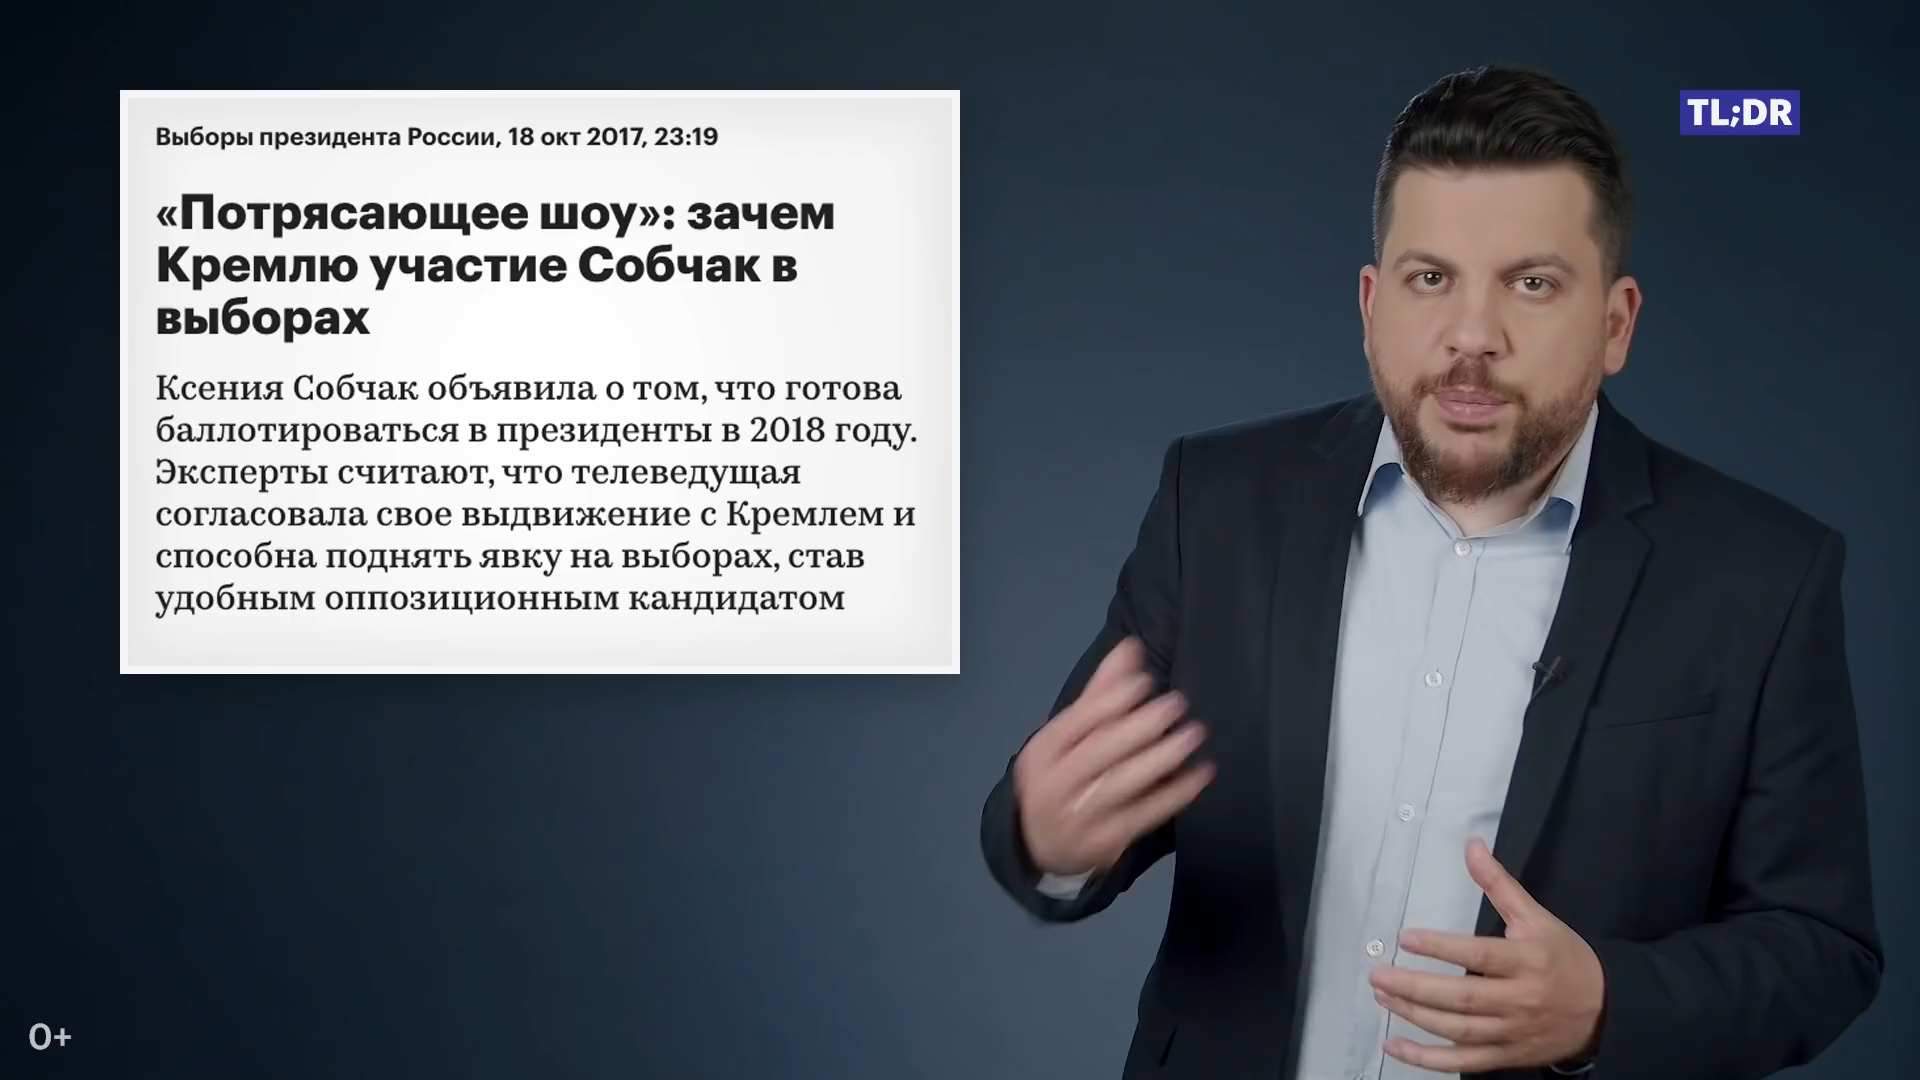 Выборы президента России, 18 окт 2017, 23:19
«Потрясающее шоу»: зачем
Кремлю участие Собчак в
выборах
Ксения Собчак объявила о том, что готова
баллотироваться в президенты в 2018 году.
Эксперты считают, что телеведущая
согласовала свое выдвижение с Кремлем и
способна поднять явку на выборах, став
удобным оппозиционным кандидатом
TL;DR
0+